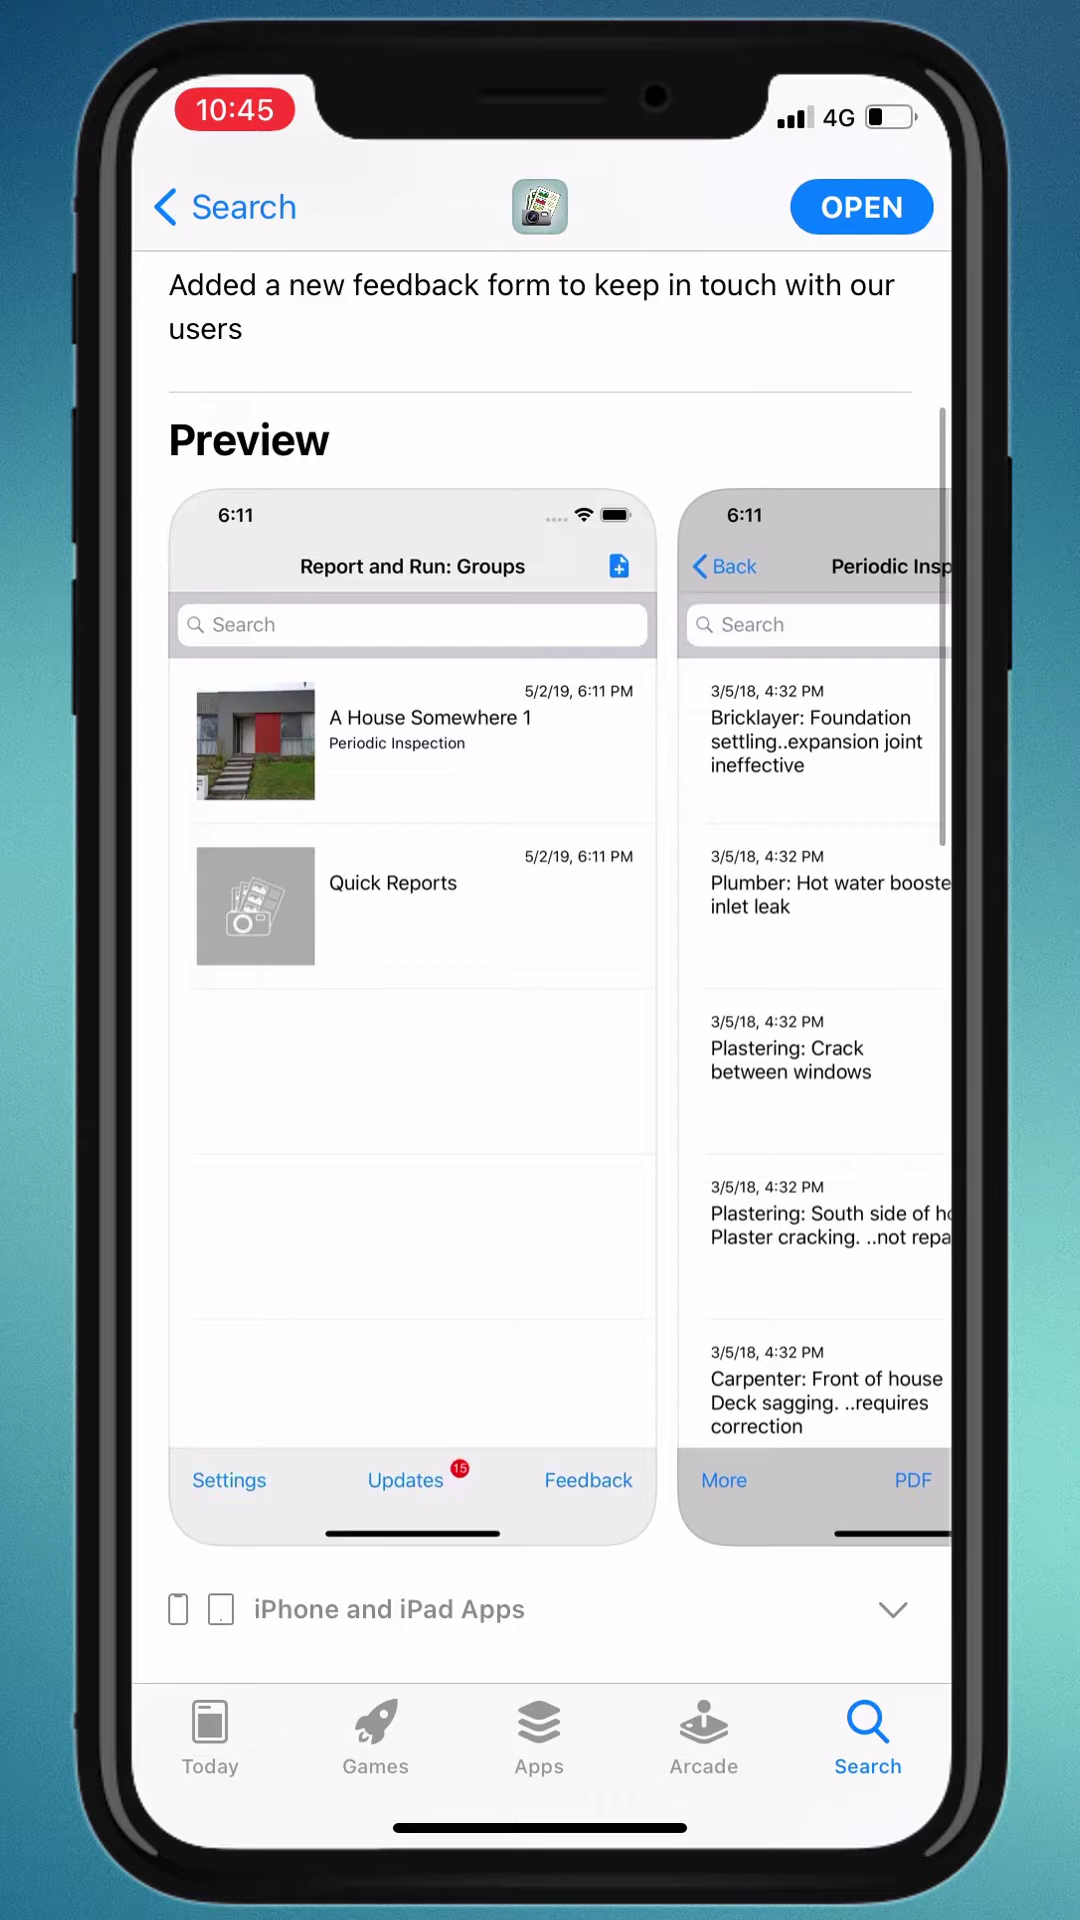 10:45
4G
Search
OPEN
Added a new feedback form to keep in touch with our
users
Preview
6:11
Report and Run: Groups
Search
5/2/19, 6:11 PM
A House Somewhere 1
Periodic Inspection
5/2/19, 6:11 PM
Quick Reports
Settings
Updates
15
Feedback
6:11
Back
Periodic Insp
Search
3/5/18, 4:32 PM
Bricklayer: Foundation
settling..expansion joint
ineffective
3/5/18, 4:32 PM
Plumber: Hot water booste
inlet leak
3/5/18, 4:32 PM
Plastering: Crack
between windows
3/5/18, 4:32 PM
Plastering: South side of ho
Plaster cracking. ..not repa
3/5/18, 4:32 PM
Carpenter: Front of house
Deck sagging. ..requires
correction
More
PDF
iPhone and iPad Apps
Today
Games
Apps
Arcade
Search